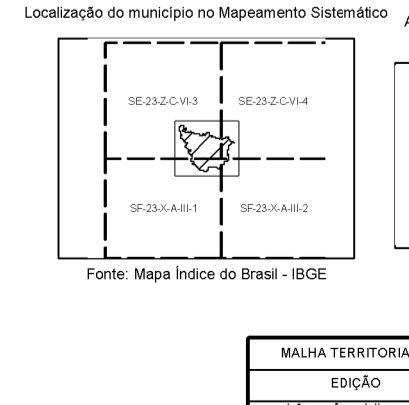 Localização do município no Mapeamento Sistemático
SE-23-Z-C-VI-3
SE-23-Z-C-VI-4
SF-23-X-A-III-1
SF-23-X-A-III-2
Fonte: Mapa Índice do Brasil - IBGE
MALHA TERRITORIA
EDIÇÃO